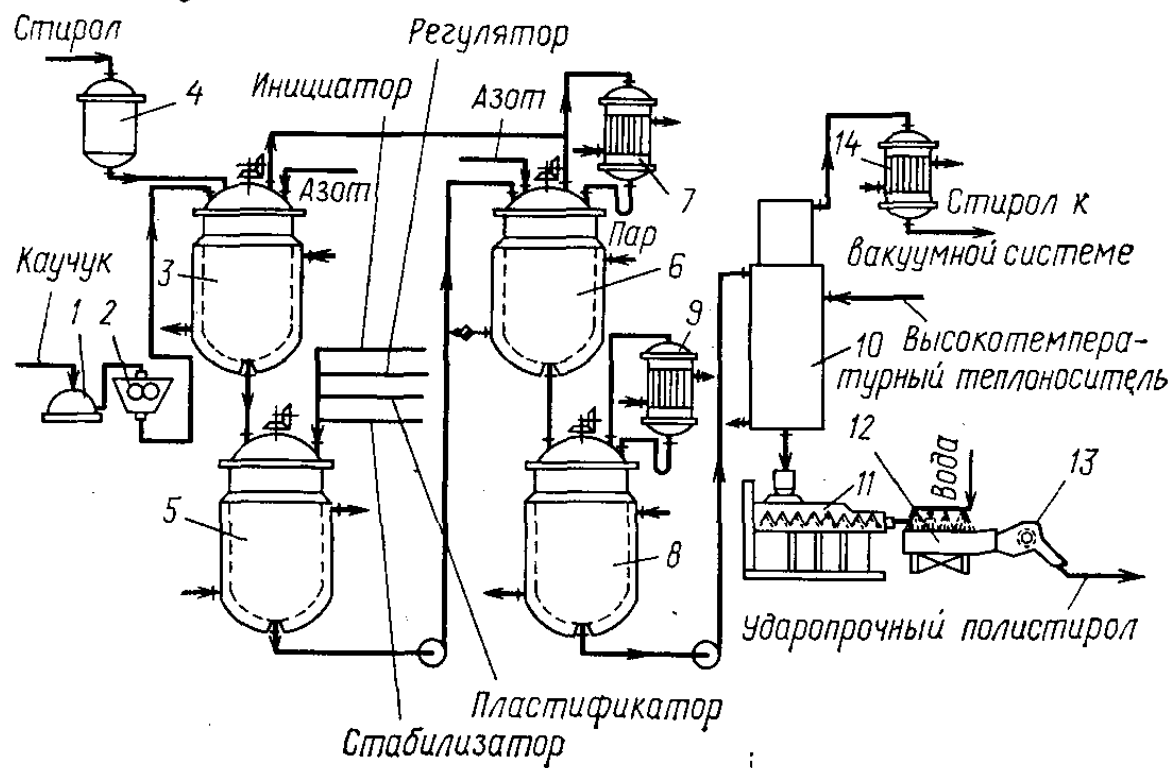 Стирол
Регулятор
4
Инициатор
Азот
Азот
7
14
Стирол к
вакуумной системе
Пар
Каучук
3
6
1
2
9
10
Высокотемпера-
турный теплоноситель
12
Вода
13
11
5
8
Ударопрочный полистирол
Пластификатор
Стабилизатор